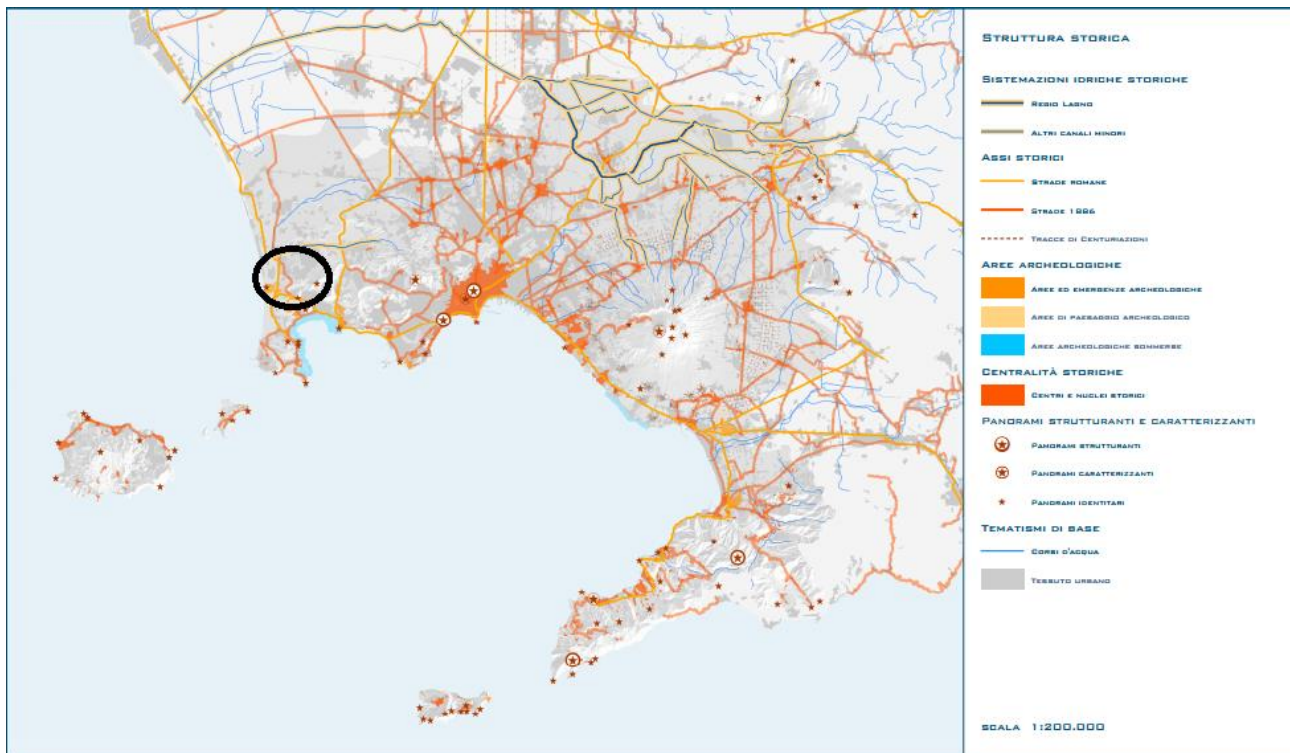 STRUTTURA STORICA
SISTEMAZIONI IDRICHE STORICHE
REGIO LAGNO
ALTRI CANALI MINORI
ASSI STORICI
STRADE ROMANE
STRADE 1886
TRACCE DI CENTURIAZIONI
AREE ARCHEOLOGICHE
AREE ED EMERGENZE ARCHEOLOGICHE
AREE DI PAESAGGIO ARCHEOLOGICO
AREE ARCHEOLOGICHE SOMMERSE
CENTRALITÀ STORICHE
CENTRI E NUCLEI STORICI
PANORAMI STRUTTURANTI E CARATTERIZZANTI
PANORAMI STRUTTURANTI
PANORAMI CARATTERIZZANTI
PANORAMI IDENTITARI
TEMATISMI DI BASE
CORSI D'ACQUA
TESSUTO URBANO
SCALA 1:200.000